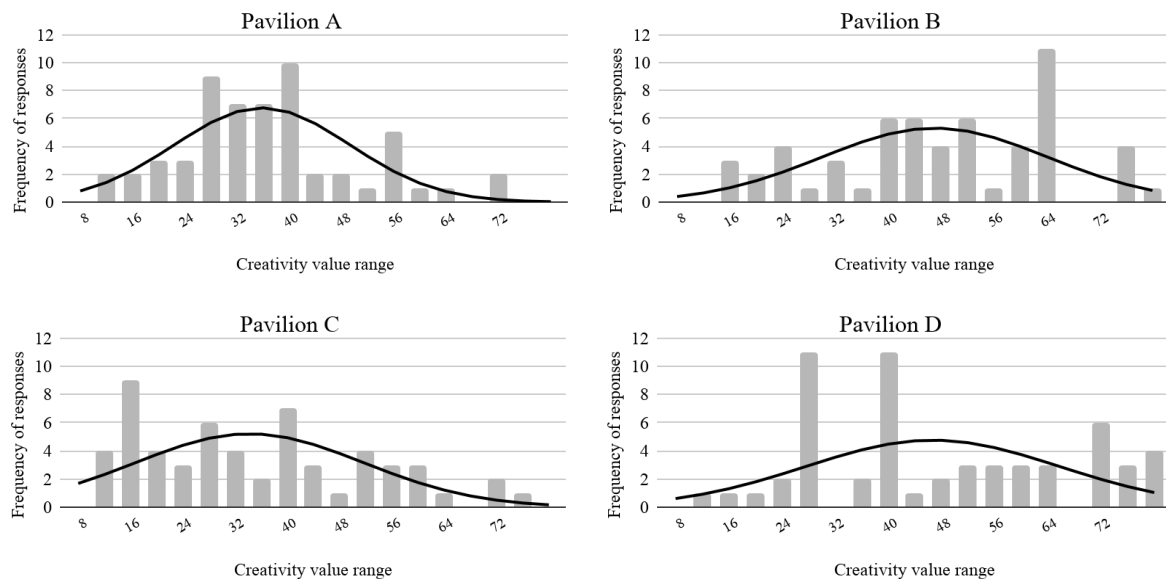 Pavilion A
Frequency of responses
12
10
8
6
4
2
0
8 16 24 32 40 48 56 64 72
Creativity value range
Pavilion B
Frequency of responses
12
10
8
6
4
2
0
8 16 24 32 40 48 56 64 72
Creativity value range
Pavilion C
Frequency of responses
12
10
8
6
4
2
0
8 16 24 32 40 48 56 64 72
Creativity value range
Pavilion D
Frequency of responses
12
10
8
6
4
2
0
8 16 24 32 40 48 56 64 72
Creativity value range